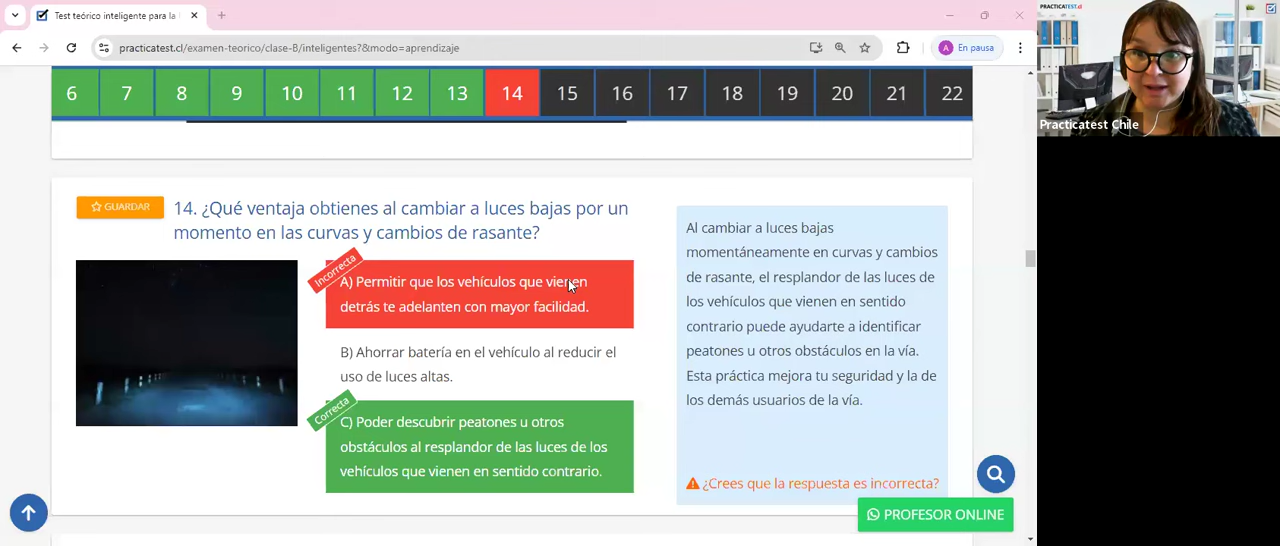 Test teórico inteligente para la
practicatest.cl/examen-teorico/clase-B/inteligentes?&modo=aprendizaje
A
En pausa
6 7 8 9 10 11 12 13 14 15 16 17 18 19 20 21 22
GUARDAR
14. ¿Qué ventaja obtienes al cambiar a luces bajas por un
momento en las curvas y cambios de rasante?
Incorrecta
A) Permitir que los vehículos que vienen
detrás te adelanten con mayor facilidad.
B) Ahorrar batería en el vehículo al reducir el
uso de luces altas.
Correcta
C) Poder descubrir peatones u otros
obstáculos al resplandor de las luces de los
vehículos que vienen en sentido contrario.
Al cambiar a luces bajas
momentáneamente en curvas y cambios
de rasante, el resplandor de las luces de
los vehículos que vienen en sentido
contrario puede ayudarte a identificar
peatones u otros obstáculos en la vía.
Esta práctica mejora tu seguridad y la de
los demás usuarios de la vía.
¿Crees que la respuesta es incorrecta?
PROFESOR ONLINE
PRACTICATEST.cl
Practicatest Chile